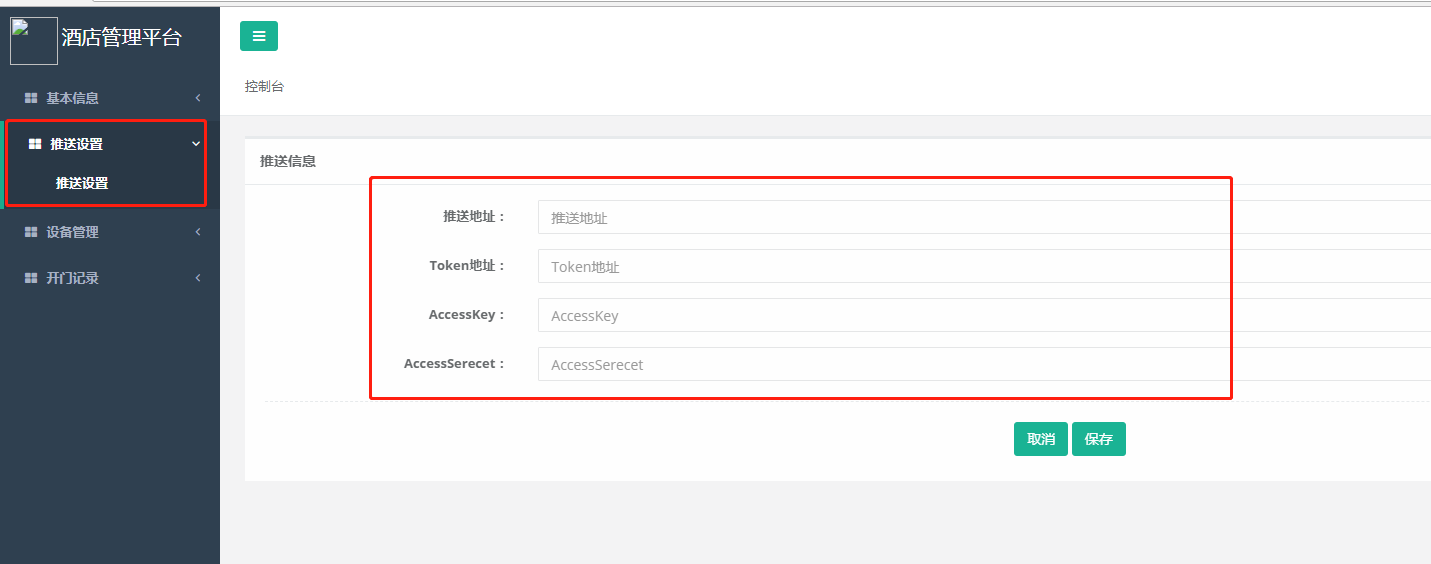 酒店管理平台
基本信息
推送设置
推送设置
设备管理
开门记录
控制台
推送信息
推送地址：
推送地址
Token地址：
Token地址
AccessKey：
AccessKey
AccessSerecet：
AccessSerecet
取消
保存